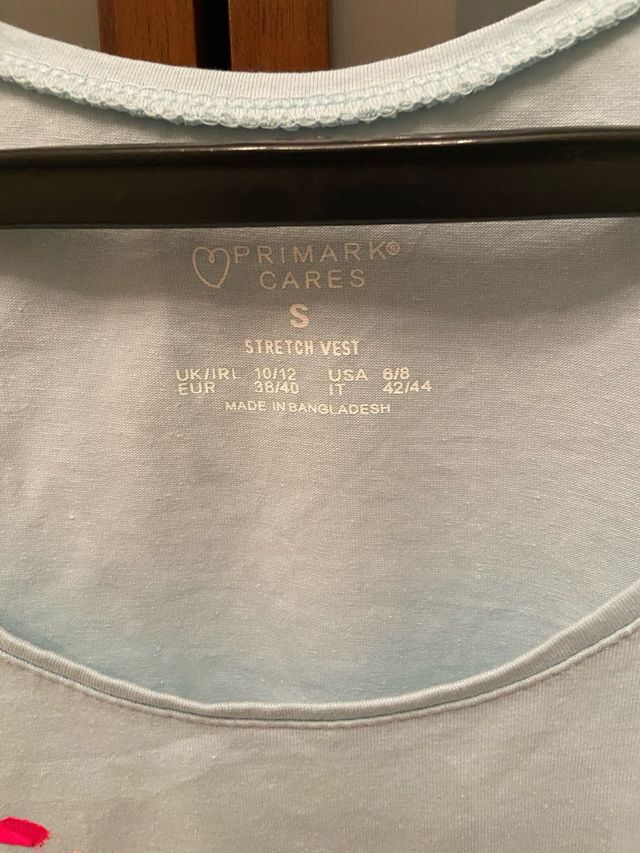 PRIMARK®
CARES
S
STRETCH VEST
UK/IRL 10/12 USA 6/8
EUR 38/40 IT 42/44
MADE IN BANGLADESH